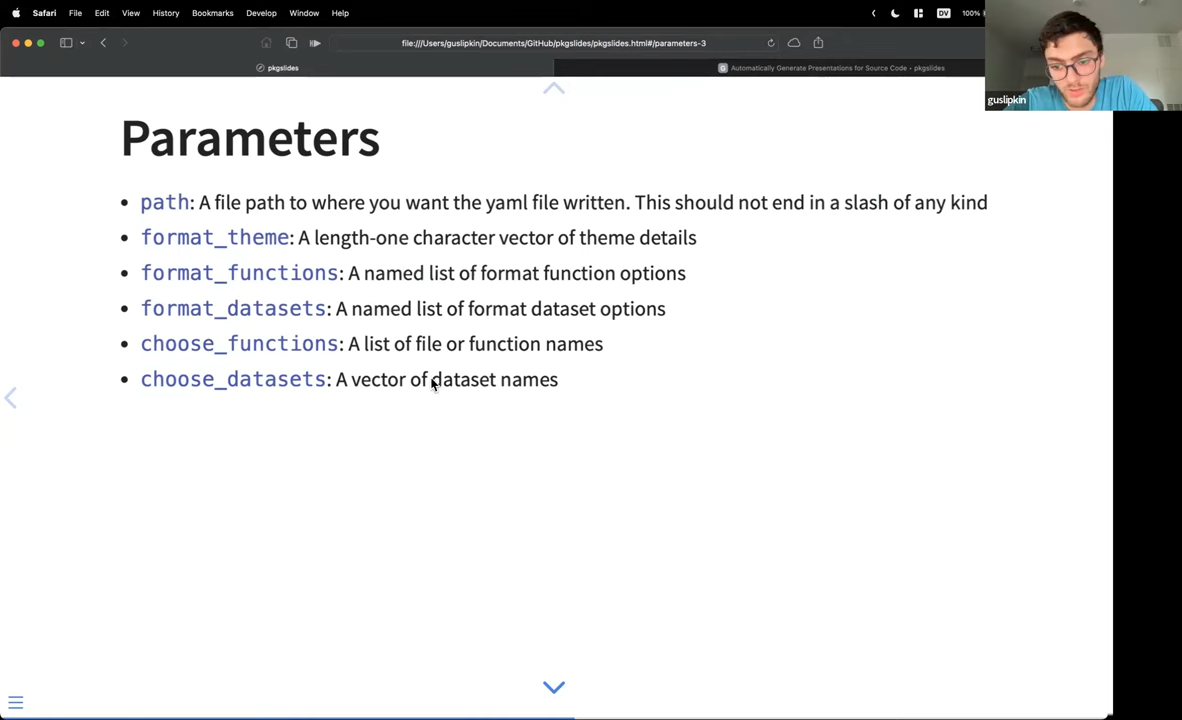 Safari File Edit View History Bookmarks Develop Window Help DV 100%
file:///Users/guslipkin/Documents/GitHub/pkgslides/pkgslides.html#/parameters-3
pkgslides
Automatically Generate Presentations for Source Code • pkgslides
guslipkin
Parameters
• path: A file path to where you want the yaml file written. This should not end in a slash of any kind
• format_theme: A length-one character vector of theme details
• format_functions: A named list of format function options
• format_datasets: A named list of format dataset options
• choose_functions: A list of file or function names
• choose_datasets: A vector of dataset names